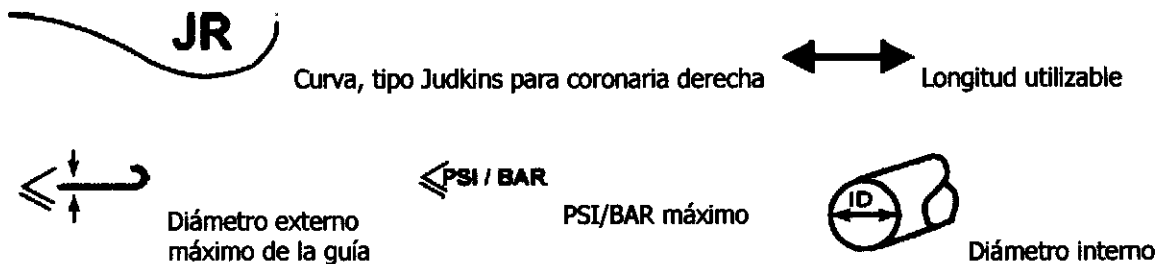 JR
Curva, tipo Judkins para coronaria derecha
Longitud utilizable
Diámetro externo
máximo de la guía
≤PSI / BAR
PSI/BAR máximo
ID
Diámetro interno